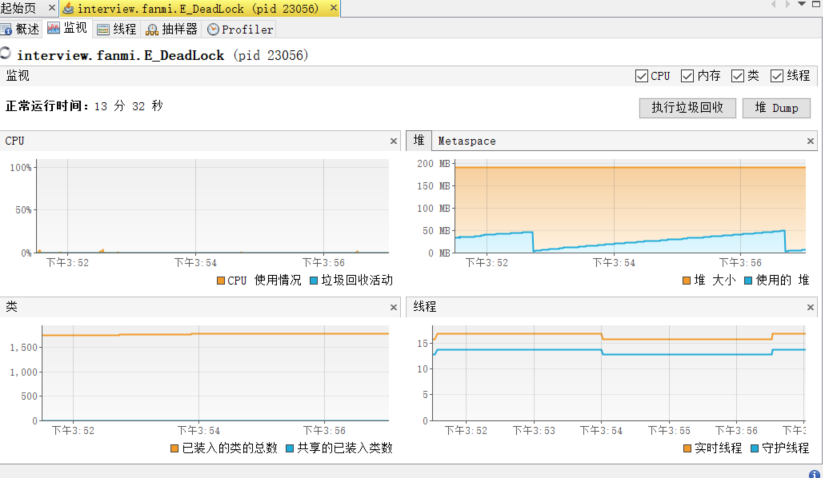 起始页 × interview.fanmi.E_DeadLock (pid 23056) ×
概述 监视 线程 抽样器 Profiler
interview.fanmi.E_DeadLock (pid 23056)
监视 CPU 内存 类 线程
正常运行时间：13 分 32 秒 执行垃圾回收 堆 Dump
CPU ×
100%
50%
0%
下午3:52 下午3:54 下午3:56
CPU 使用情况 垃圾回收活动
堆 Metaspace ×
200 MB
150 MB
100 MB
50 MB
0 MB
下午3:52 下午3:54 下午3:56
堆 大小 使用的 堆
类 ×
1,500
1,000
500
0
下午3:52 下午3:54 下午3:56
已装入的类的总数 共享的已装入类数
线程 ×
15
10
5
0
下午3:52 下午3:53 下午3:54 下午3:55 下午3:56 下午3:
实时线程 守护线程